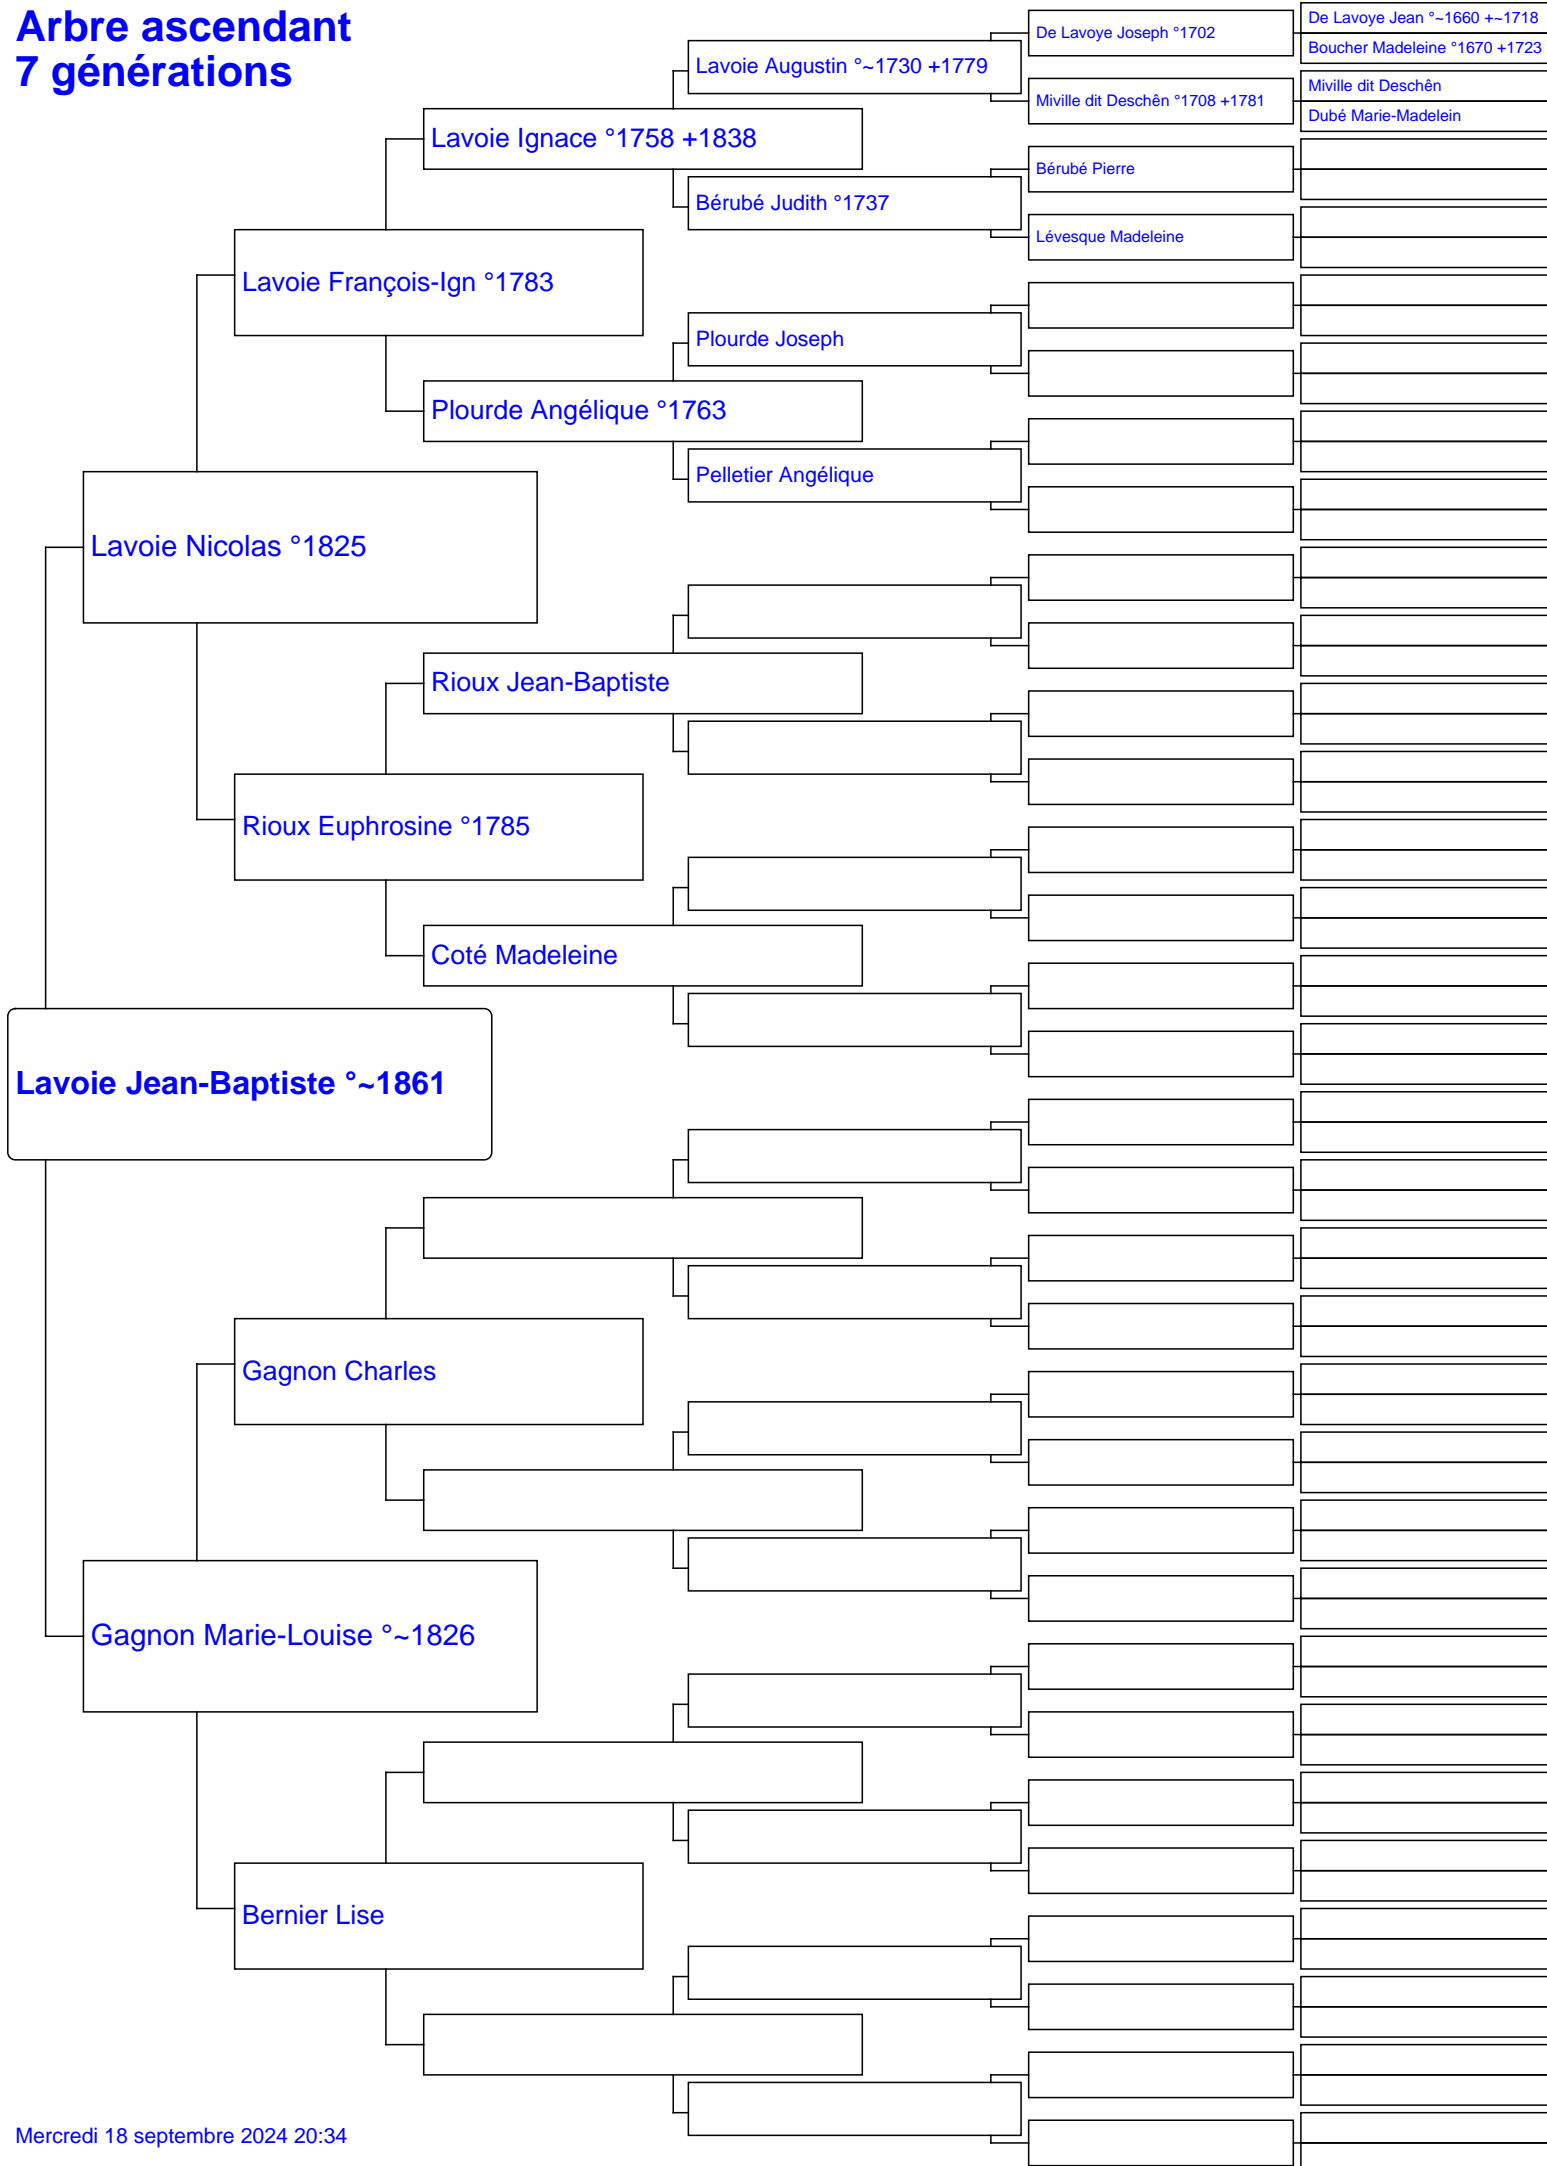 Arbre ascendant
7 générations
De Lavoye Jean °~1660 +~1718
De Lavoye Joseph °1702
Boucher Madeleine °1670 +1723
Lavoie Augustin °~1730 +1779
Miville dit Deschên
Miville dit Deschên °1708 +1781
Dubé Marie-Madelein
Lavoie Ignace °1758 +1838
Bérubé Pierre
Bérubé Judith °1737
Lévesque Madeleine
Lavoie François-Ign °1783
Plourde Joseph
Plourde Angélique °1763
Pelletier Angélique
Lavoie Nicolas °1825
Rioux Jean-Baptiste
Rioux Euphrosine °1785
Coté Madeleine
Lavoie Jean-Baptiste °~1861
Gagnon Charles
Gagnon Marie-Louise °~1826
Bernier Lise
Mercredi 18 septembre 2024 20:34